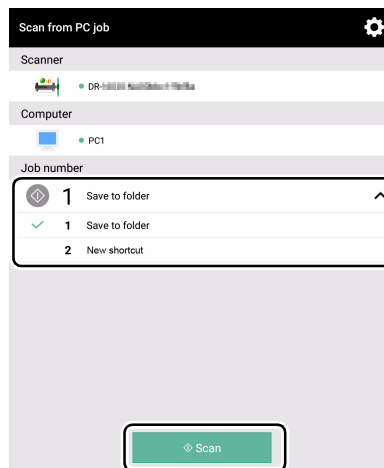 Scan from PC job
Scanner
DR-
Computer
PC1
Job number
1 Save to folder
1 Save to folder
2 New shortcut
Scan